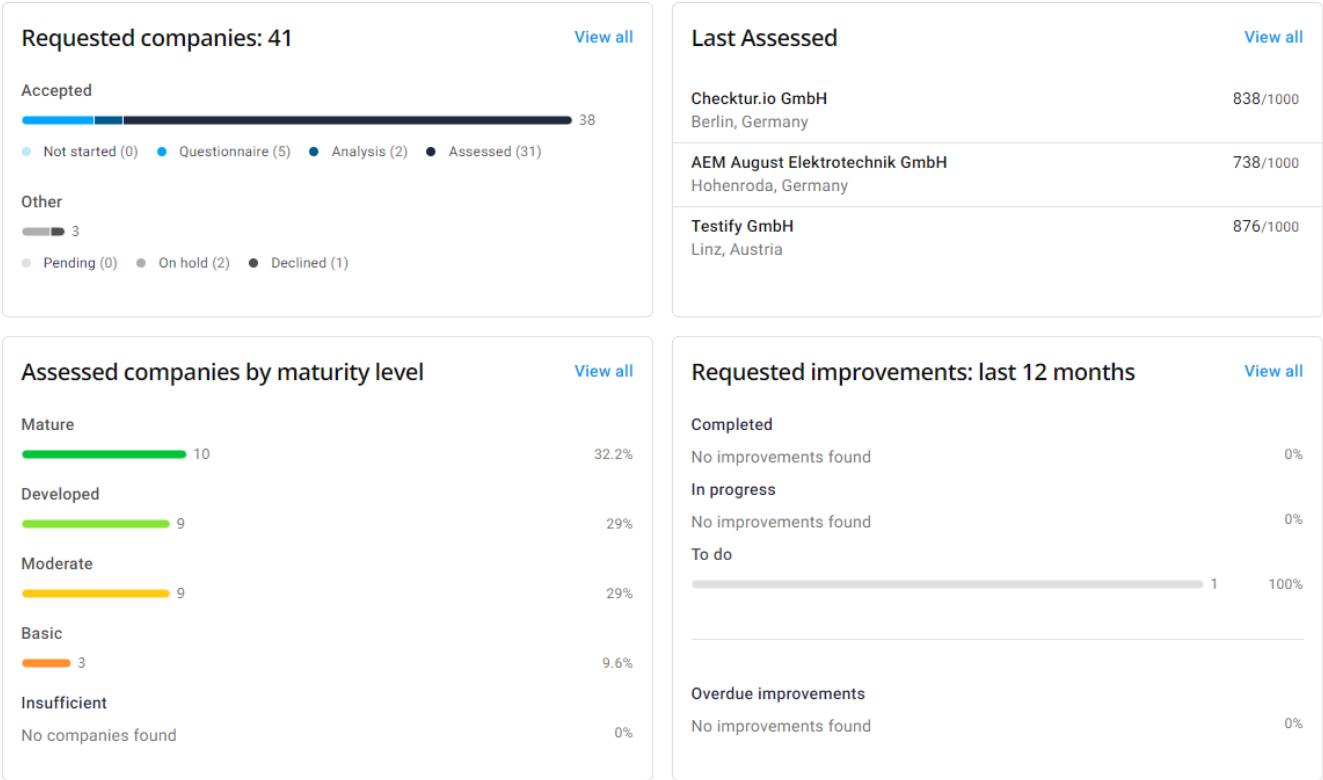 Requested companies: 41 View all
Accepted
38
Not started (0) Questionnaire (5) Analysis (2) Assessed (31)
Other
3
Pending (0) On hold (2) Declined (1)
Last Assessed View all
Checktur.io GmbH 838/1000
Berlin, Germany
AEM August Elektrotechnik GmbH 738/1000
Hohenroda, Germany
Testify GmbH 876/1000
Linz, Austria
Assessed companies by maturity level View all
Mature
10 32.2%
Developed
9 29%
Moderate
9 29%
Basic
3 9.6%
Insufficient
No companies found 0%
Requested improvements: last 12 months View all
Completed
No improvements found 0%
In progress
No improvements found 0%
To do
1 100%
Overdue improvements
No improvements found 0%